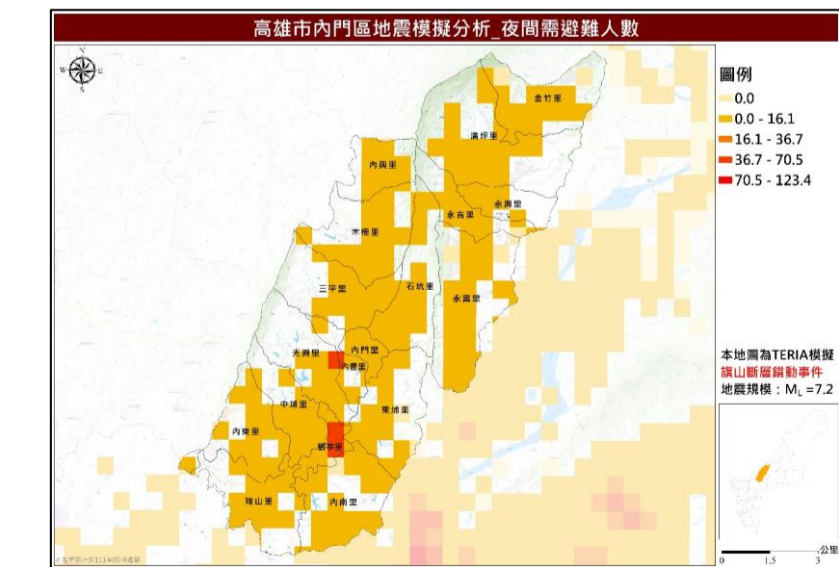 高雄市內門區地震模擬分析_夜間需避難人數
N
W
S
圖例
0.0
0.0 - 16.1
16.1 - 36.7
36.7 - 70.5
70.5 - 123.4
金竹里
溝坪里
內興里
永興里
永吉里
木柵里
石坑里
三平里
永富里
內門里
光興里
內豐里
中埔里
東埔里
內東里
觀亭里
瑞山里
內南里
本地圖為TERIA模擬
旗山斷層錯動事件
地震規模：ML =7.2
公里
0 1.5 3